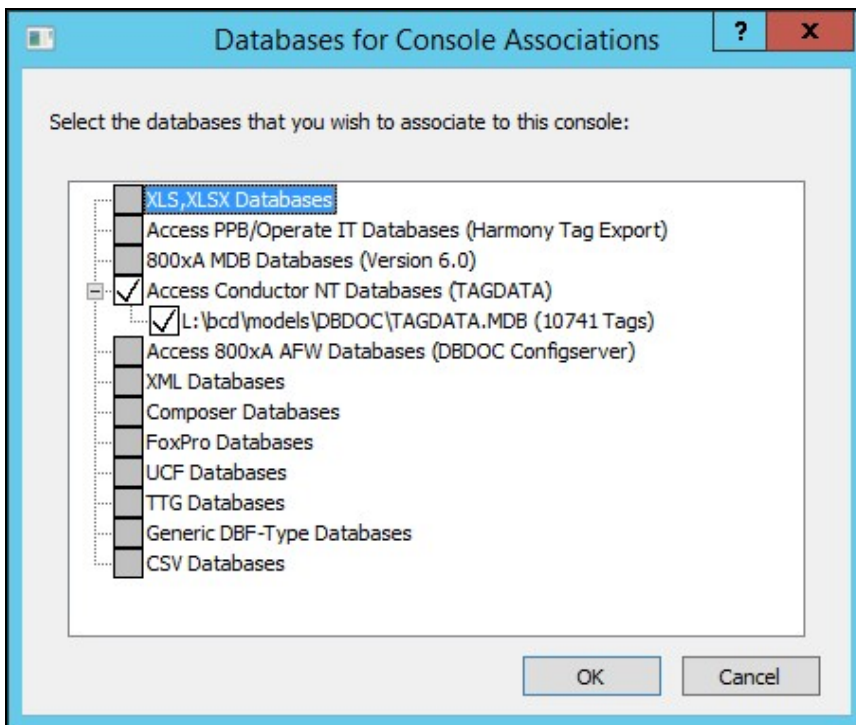 Databases for Console Associations
?
x
Select the databases that you wish to associate to this console:
XLS,XLSX Databases
Access PPB/Operate IT Databases (Harmony Tag Export)
800xA MDB Databases (Version 6.0)
Access Conductor NT Databases (TAGDATA)
L:\bcd\models\DBDOC\TAGDATA.MDB (10741 Tags)
Access 800xA AFW Databases (DBDOC Configserver)
XML Databases
Composer Databases
FoxPro Databases
UCF Databases
TTG Databases
Generic DBF-Type Databases
CSV Databases
OK
Cancel